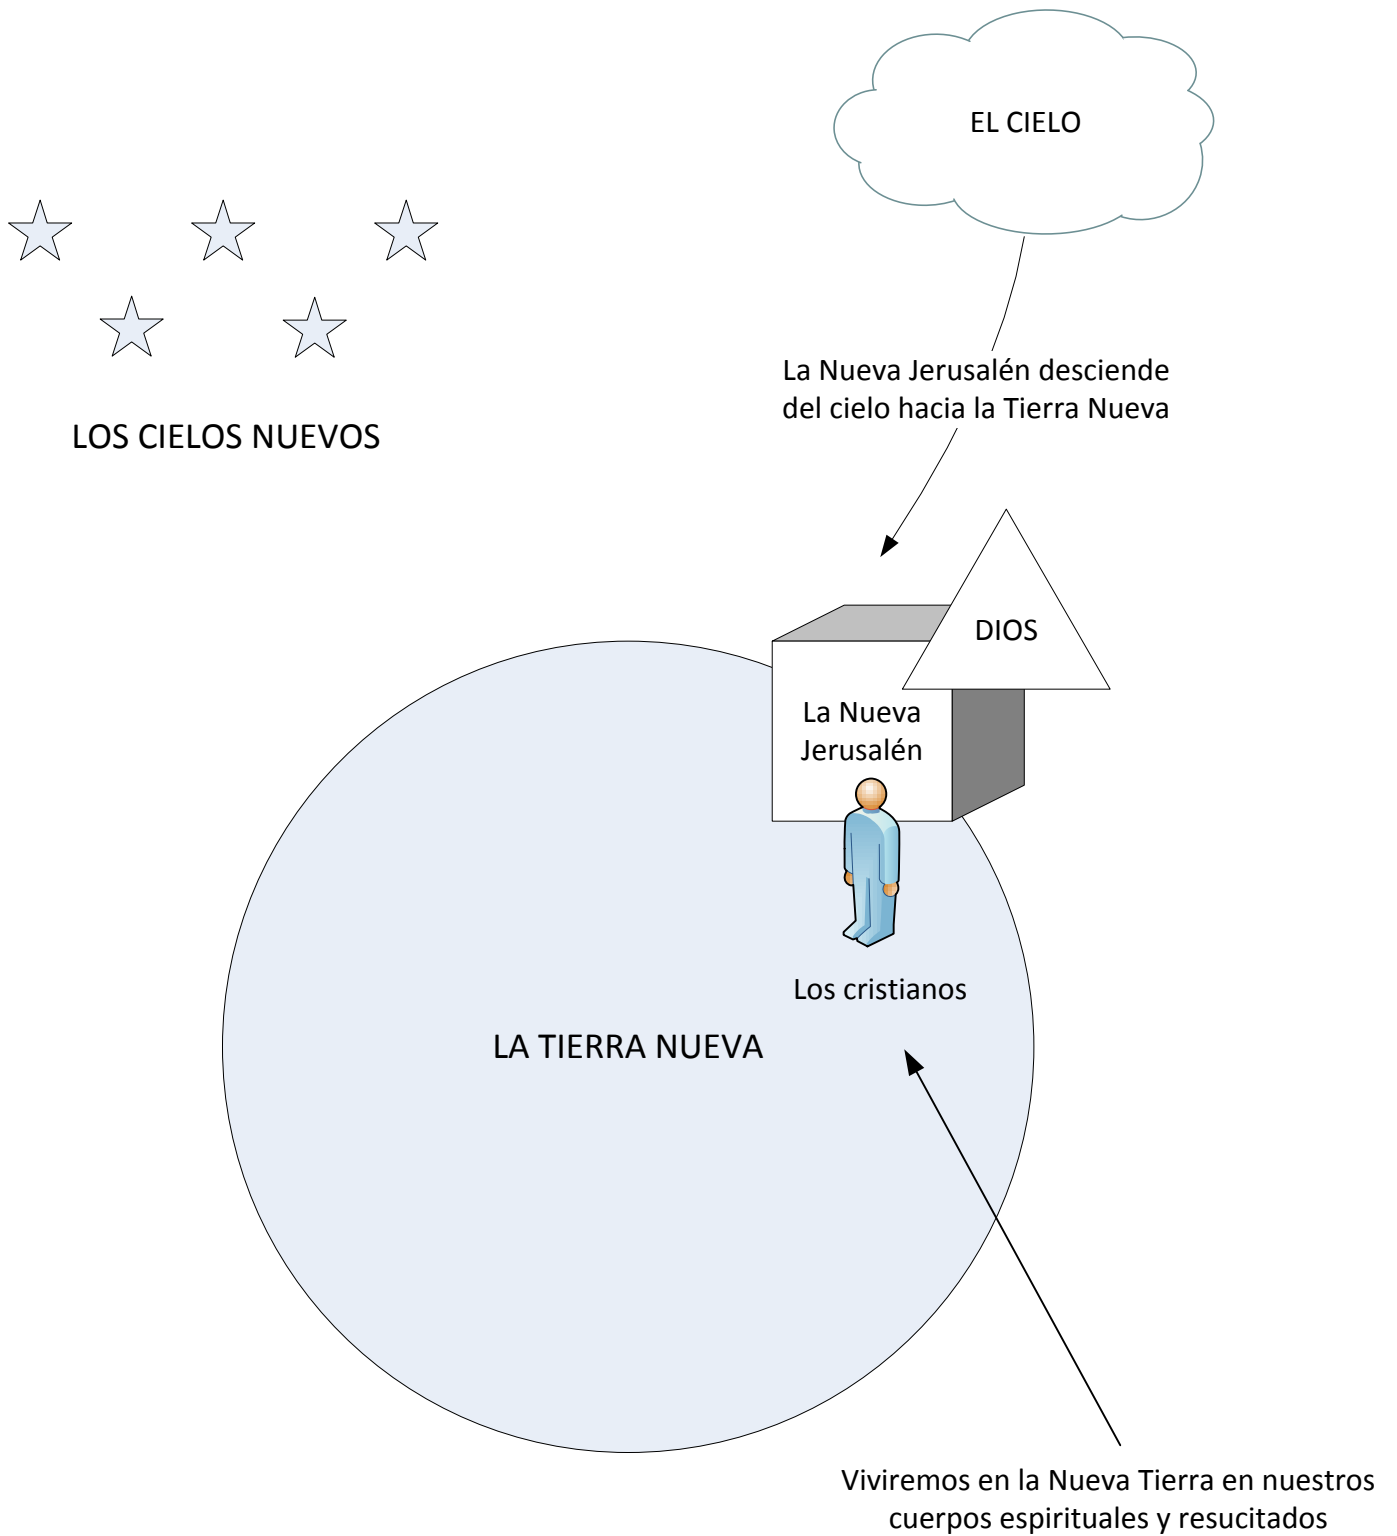 EL CIELO
La Nueva Jerusalén desciende
del cielo hacia la Tierra Nueva
LOS CIELOS NUEVOS
DIOS
La Nueva
Jerusalén
Los cristianos
LA TIERRA NUEVA
Viviremos en la Nueva Tierra en nuestros
cuerpos espirituales y resucitados